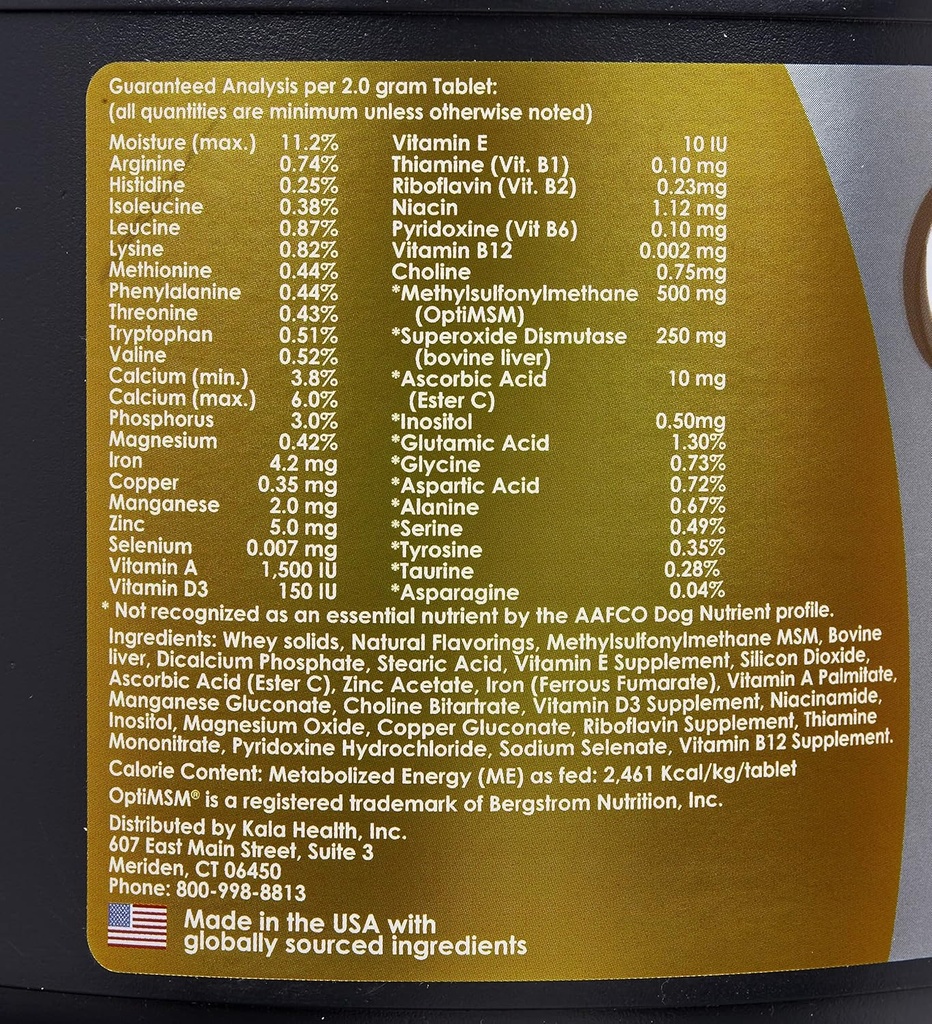 Guaranteed Analysis per 2.0 gram Tablet:
(all quantities are minimum unless otherwise noted)
Moisture (max.) 11.2%
Arginine 0.74%
Histidine 0.25%
Isoleucine 0.38%
Leucine 0.87%
Lysine 0.82%
Methionine 0.44%
Phenylalanine 0.44%
Threonine 0.43%
Tryptophan 0.51%
Valine 0.52%
Calcium (min.) 3.8%
Calcium (max.) 6.0%
Phosphorus 3.0%
Magnesium 0.42%
Iron 4.2 mg
Copper 0.35 mg
Manganese 2.0 mg
Zinc 5.0 mg
Selenium 0.007 mg
Vitamin A 1,500 IU
Vitamin D3 150 IU
Vitamin E 10 IU
Thiamine (Vit. B1) 0.10 mg
Riboflavin (Vit. B2) 0.23mg
Niacin 1.12 mg
Pyridoxine (Vit B6) 0.10 mg
Vitamin B12 0.002 mg
Choline 0.75mg
*Methylsulfonylmethane 500 mg
(OptiMSM)
*Superoxide Dismutase 250 mg
(bovine liver)
*Ascorbic Acid 10 mg
(Ester C)
*Inositol 0.50mg
*Glutamic Acid 1.30%
*Glycine 0.73%
*Aspartic Acid 0.72%
*Alanine 0.67%
*Serine 0.49%
*Tyrosine 0.35%
*Taurine 0.28%
*Asparagine 0.04%
* Not recognized as an essential nutrient by the AAFCO Dog Nutrient profile.
Ingredients: Whey solids, Natural Flavorings, Methylsulfonylmethane MSM, Bovine
liver, Dicalcium Phosphate, Stearic Acid, Vitamin E Supplement, Silicon Dioxide,
Ascorbic Acid (Ester C), Zinc Acetate, Iron (Ferrous Fumarate), Vitamin A Palmitate,
Manganese Gluconate, Choline Bitartrate, Vitamin D3 Supplement, Niacinamide,
Inositol, Magnesium Oxide, Copper Gluconate, Riboflavin Supplement, Thiamine
Mononitrate, Pyridoxine Hydrochloride, Sodium Selenate, Vitamin B12 Supplement.
Calorie Content: Metabolized Energy (ME) as fed: 2,461 Kcal/kg/tablet
OptiMSM® is a registered trademark of Bergstrom Nutrition, Inc.
Distributed by Kala Health, Inc.
607 East Main Street, Suite 3
Meriden, CT 06450
Phone: 800-998-8813
Made in the USA with
globally sourced ingredients